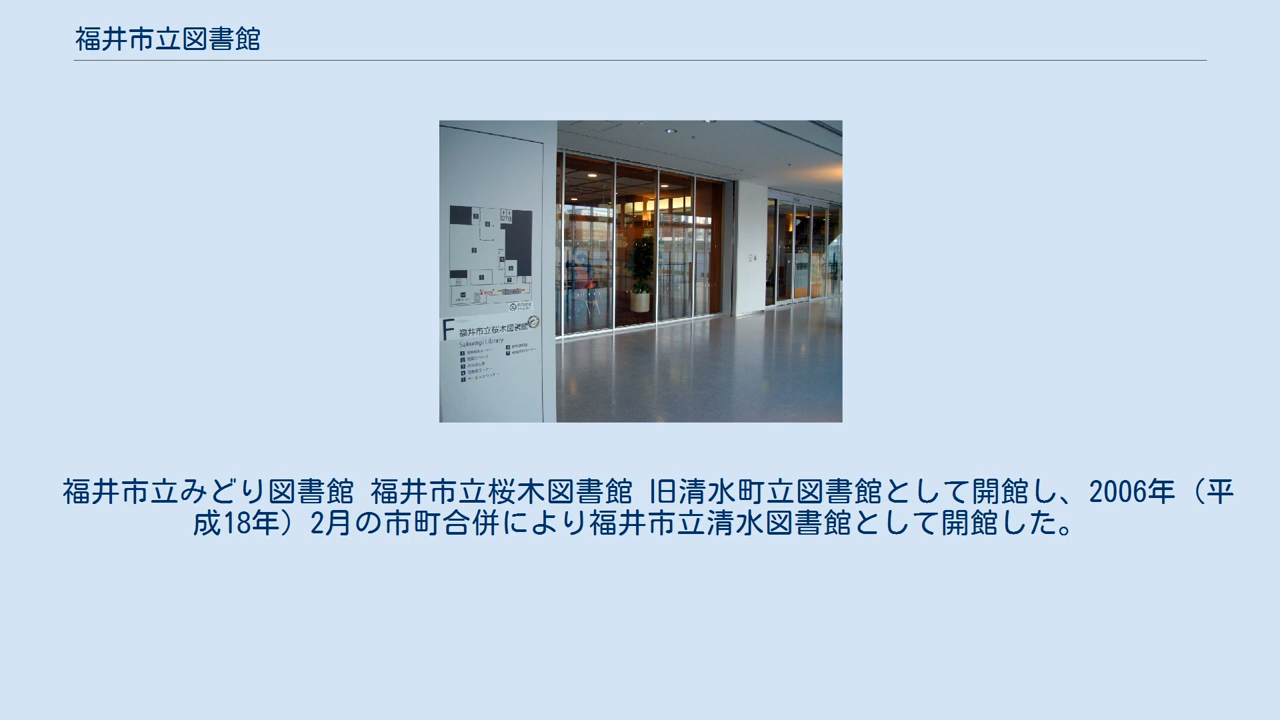 福井市立図書館
F 福井市立桜木図書館
Sakuragi Library
福井市立みどり図書館 福井市立桜木図書館 旧清水町立図書館として開館し、2006年（平
成18年）2月の市町合併により福井市立清水図書館として開館した。